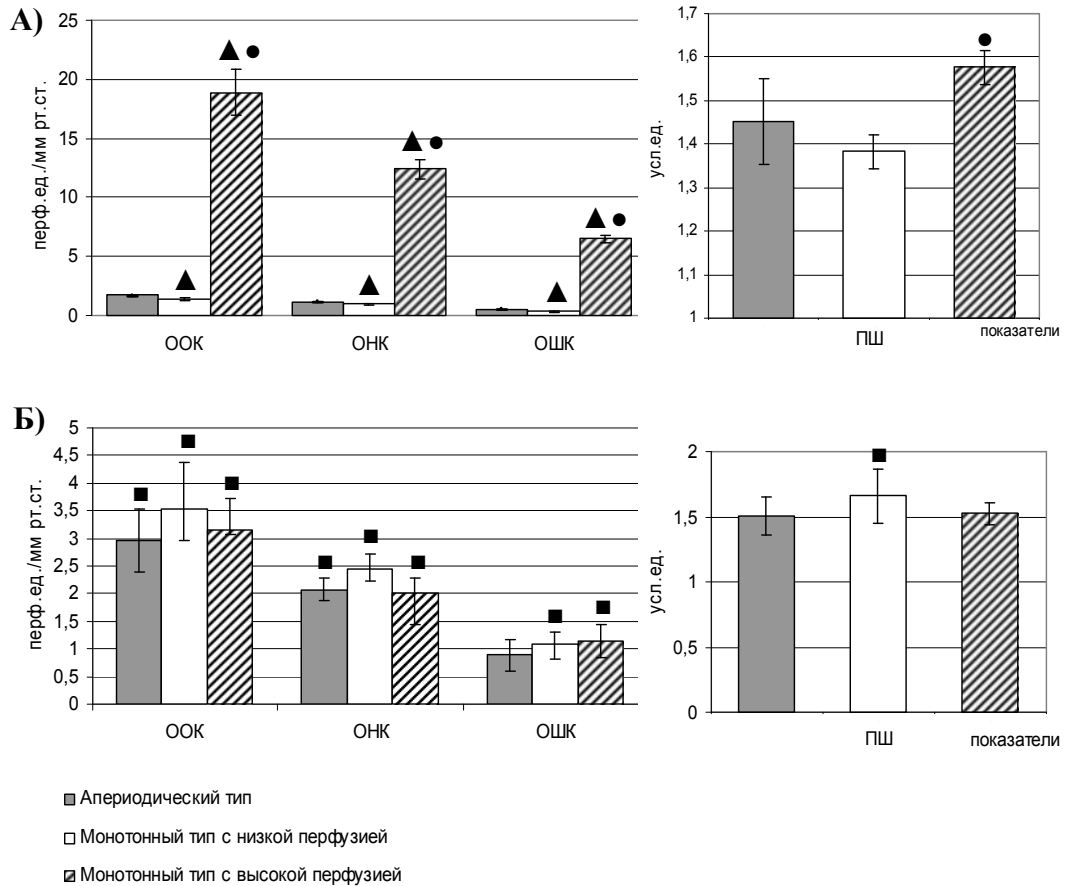 А)
перф.ед./мм рт.ст.
25
20
15
10
5
0
ООК
ОНК
ОШК
усл.ед.
1,7
1,6
1,5
1,4
1,3
1,2
1,1
1
ПШ
показатели
Б)
перф.ед./мм рт.ст.
5
4,5
4
3,5
3
2,5
2
1,5
1
0,5
0
ООК
ОНК
ОШК
усл.ед.
2
1,5
1
0,5
0
ПШ
показатели
Апериодический тип
Монотонный тип с низкой перфузией
Монотонный тип с высокой перфузией